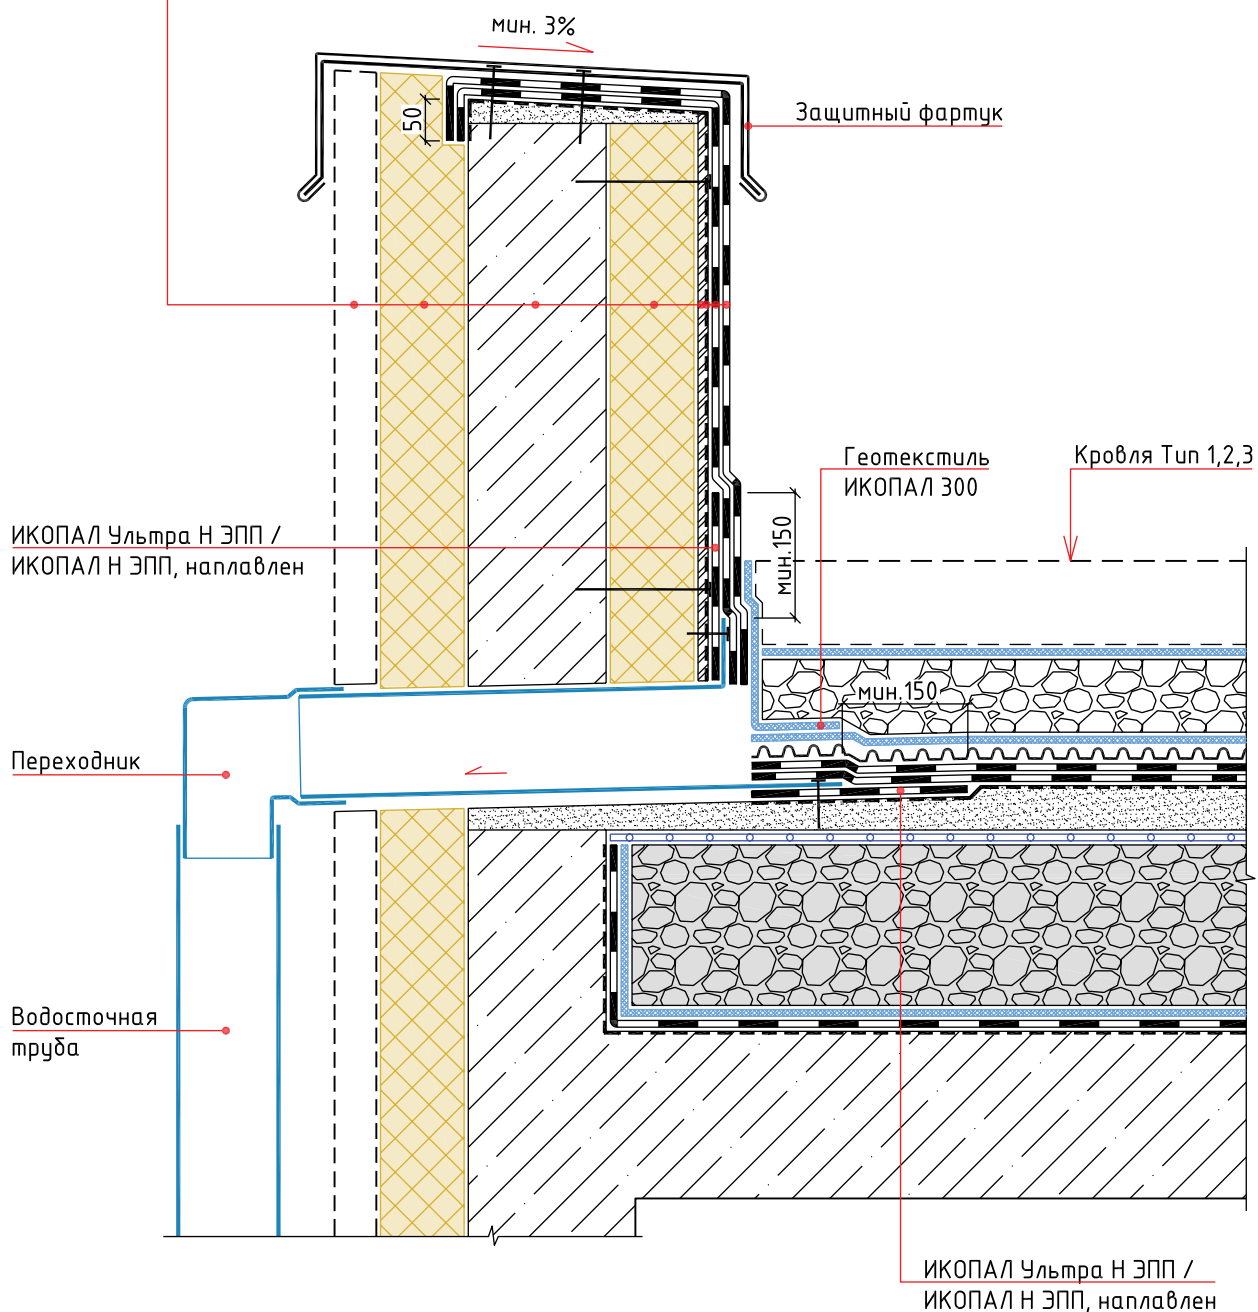 мин. 3%
50
Защитный фартук
Геотекстиль
ИКОПАЛ 300
Кровля Тип 1,2,3
мин.150
ИКОПАЛ Ультра Н ЭПП /
ИКОПАЛ Н ЭПП, наплавлен
мин.150
Переходник
Водосточная
труба
ИКОПАЛ Ультра Н ЭПП /
ИКОПАЛ Н ЭПП, наплавлен